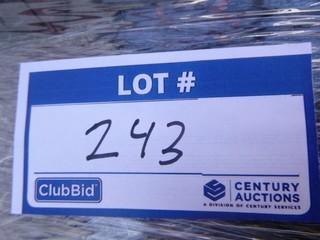 LOT #
243
ClubBid
CENTURY
AUCTIONS
A DIVISION OF CENTURY SERVICES